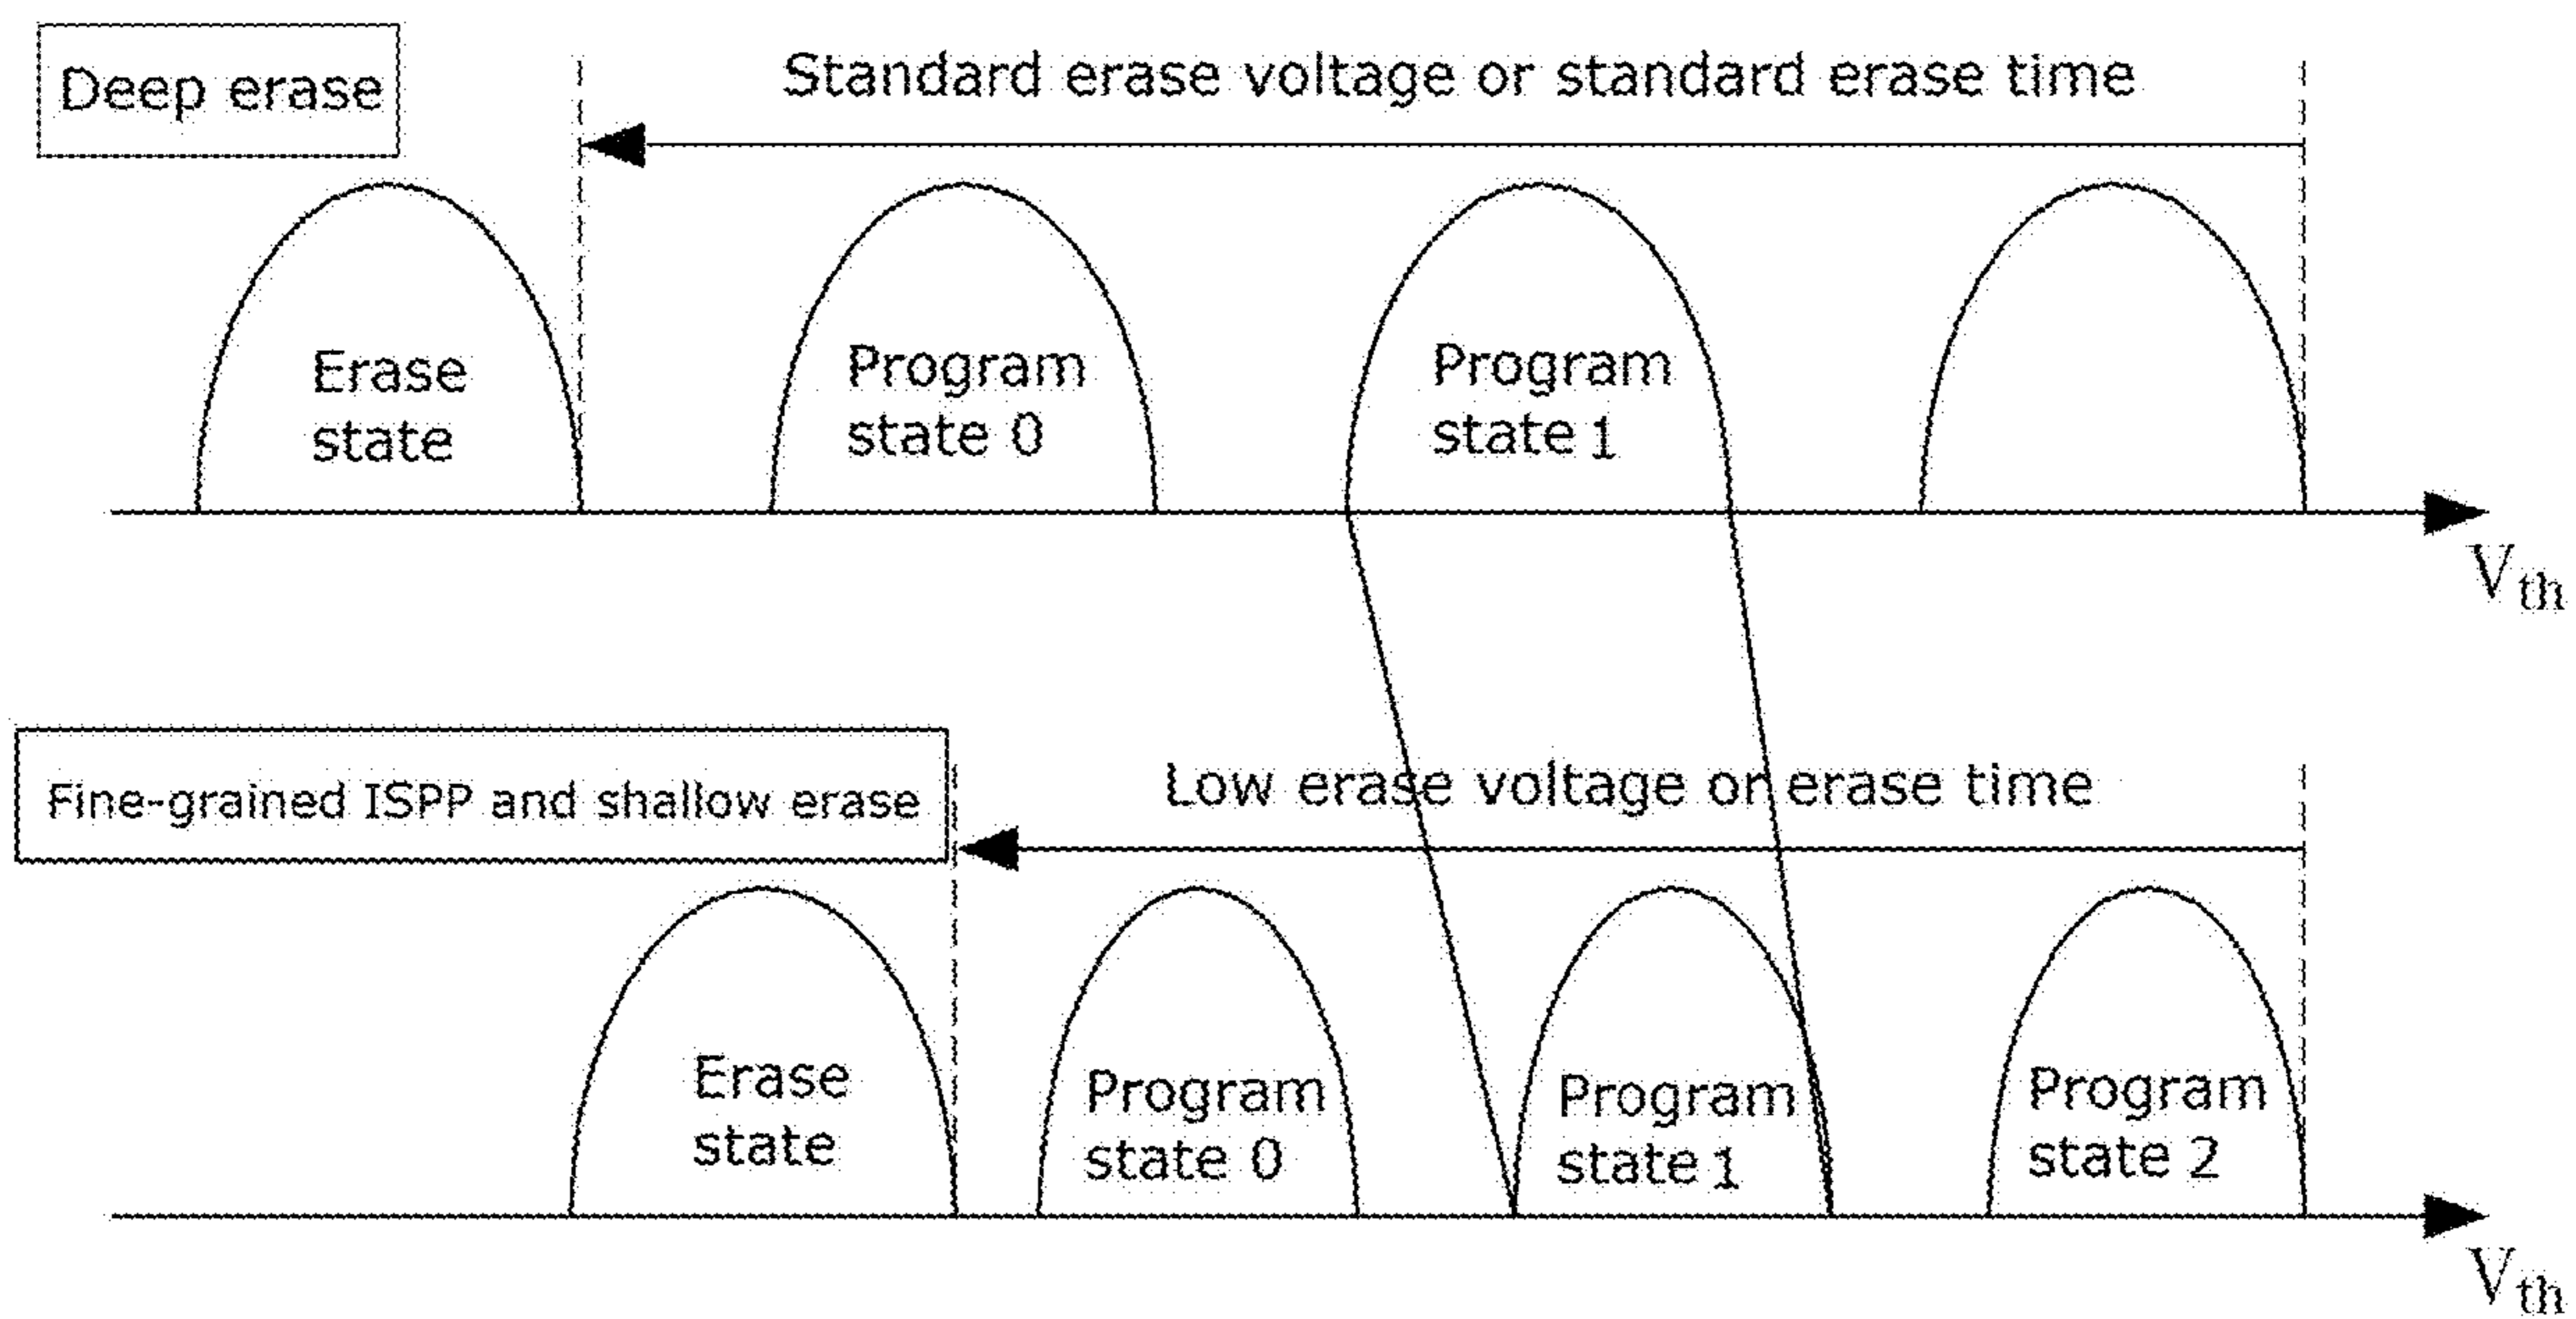 Deep erase
Standard erase voltage or standard erase time
Erase
state
Program
state 0
Program
state 1
Vth
Fine-grained ISPP and shallow erase
Low erase voltage or erase time
Erase
state
Program
state 0
Program
state 1
Program
state 2
Vth